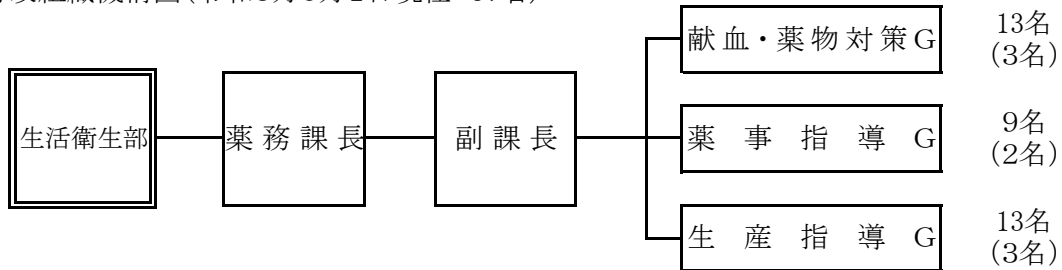 献血・薬物対策G
13名
(3名)
生活衛生部
薬務課長
副課長
薬事指導G
9名
(2名)
生産指導G
13名
(3名)